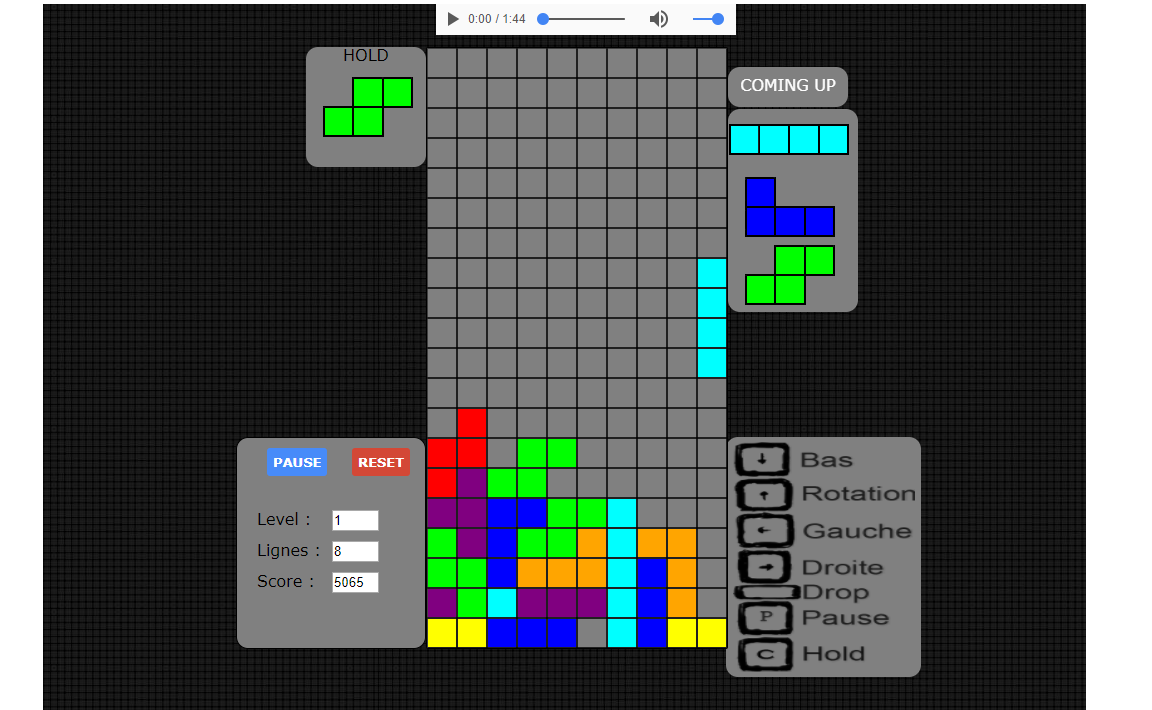 0:00 / 1:44
HOLD
COMING UP
PAUSE RESET
Level : 1
Lignes : 8
Score : 5065
↓ Bas
↑ Rotation
← Gauche
→ Droite
Drop
P Pause
C Hold